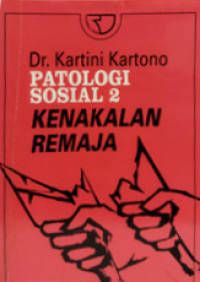 Dr. Kartini Kartono
PATOLOGI
SOSIAL 2
KENAKALAN
REMAJA